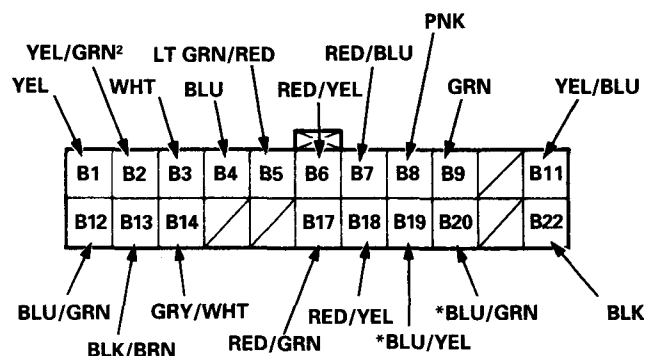 PNK
YEL/GRN² LT GRN/RED RED/BLU
YEL WHT BLU RED/YEL GRN YEL/BLU
B1 B2 B3 B4 B5 B6 B7 B8 B9 B11
B12 B13 B14 B17 B18 B19 B20 B22
BLU/GRN GRY/WHT RED/YEL *BLU/GRN BLK
BLK/BRN RED/GRN *BLU/YEL